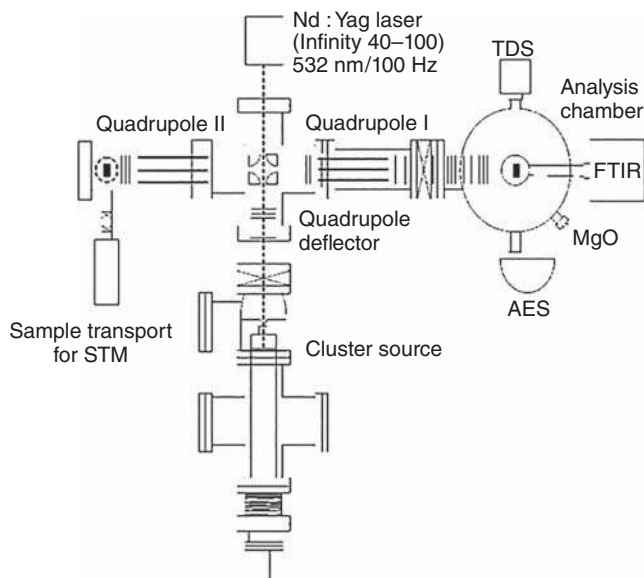 Nd : Yag laser
(Infinity 40–100)
532 nm/100 Hz
TDS
Analysis
chamber
Quadrupole II
Quadrupole I
FTIR
Quadrupole
deflector
MgO
AES
Sample transport
for STM
Cluster source